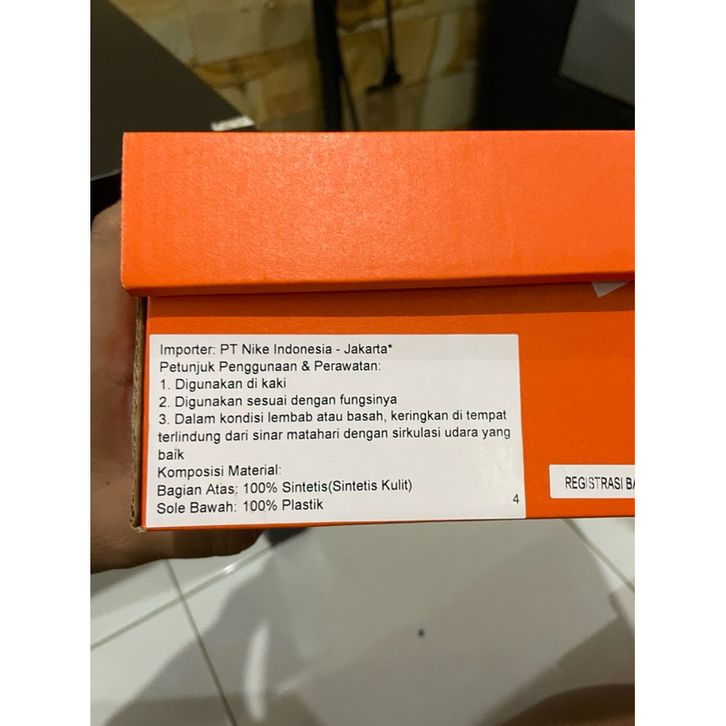 Importer: PT Nike Indonesia - Jakarta*
Petunjuk Penggunaan & Perawatan:
1. Digunakan di kaki
2. Digunakan sesuai dengan fungsinya
3. Dalam kondisi lembab atau basah, keringkan di tempat
terlindung dari sinar matahari dengan sirkulasi udara yang
baik
Komposisi Material:
Bagian Atas: 100% Sintetis(Sintetis Kulit)
Sole Bawah: 100% Plastik
4
REGISTRASI